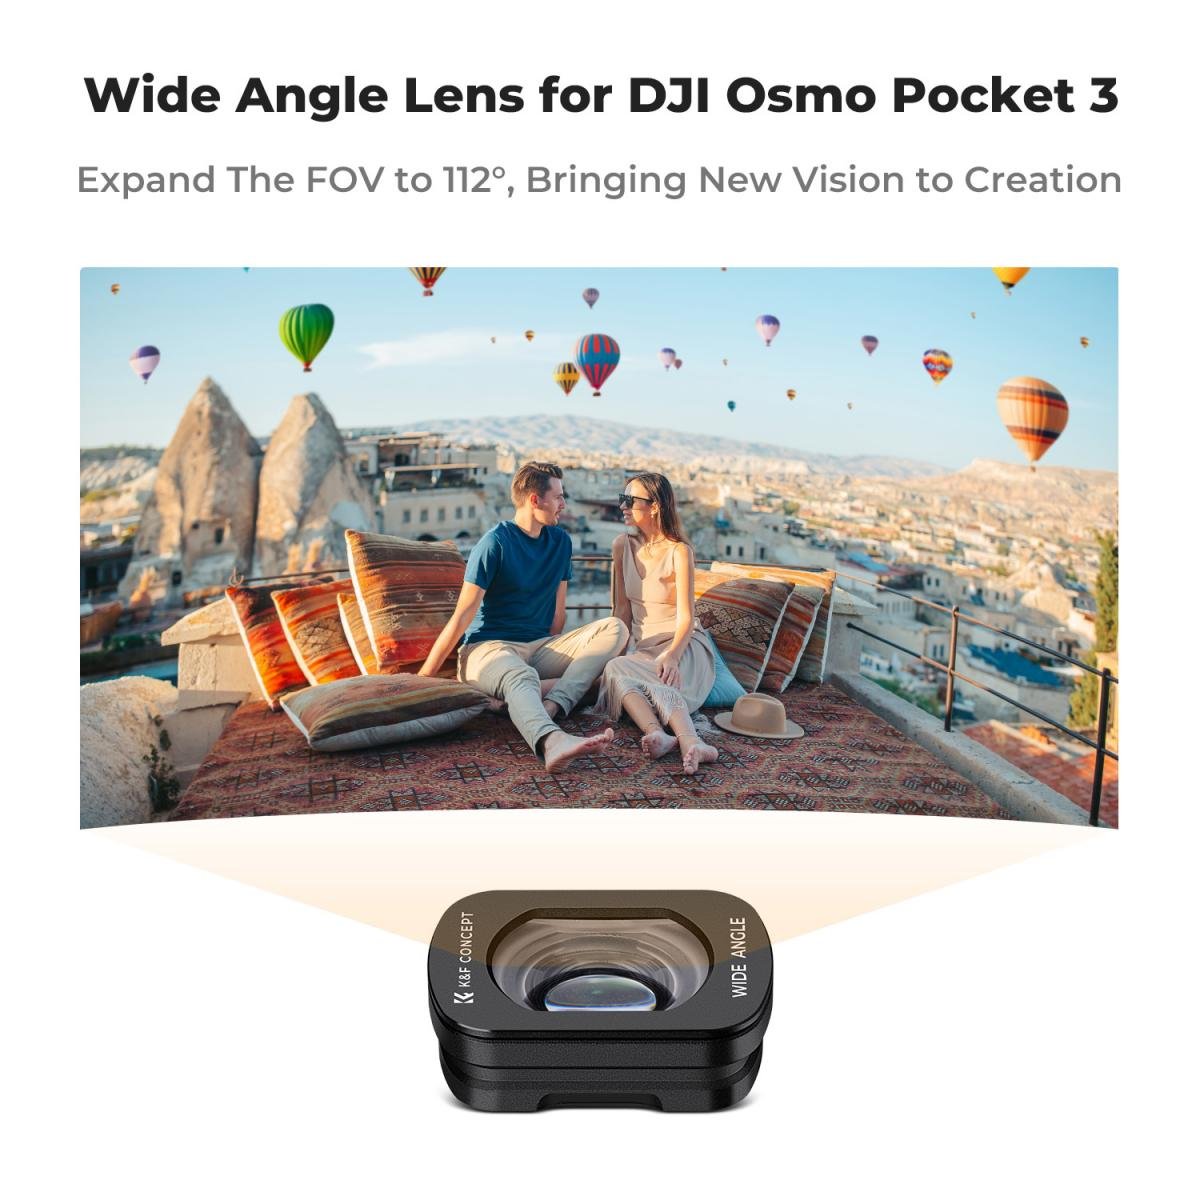 Wide Angle Lens for DJI Osmo Pocket 3
Expand The FOV to 112°, Bringing New Vision to Creation
K&F CONCEPT
WIDE ANGLE